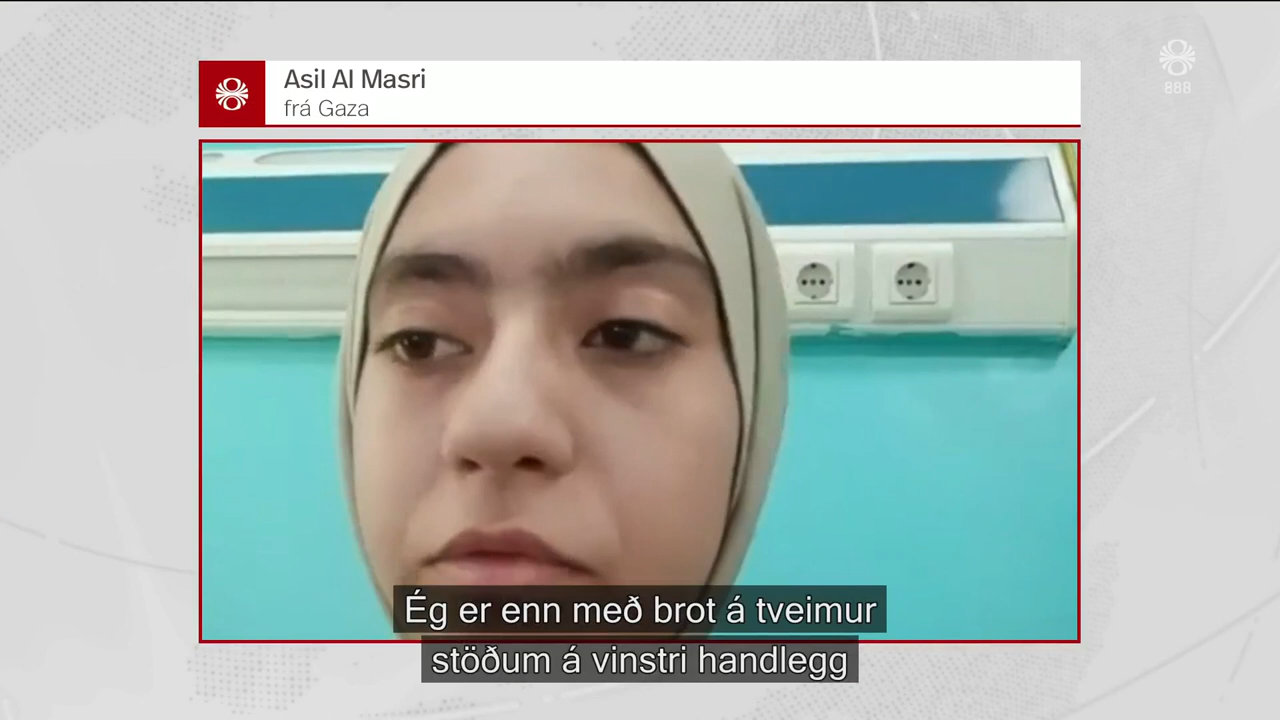 Asil Al Masri
frá Gaza
888
Ég er enn með brot á tveimur
stöðum á vinstri handlegg